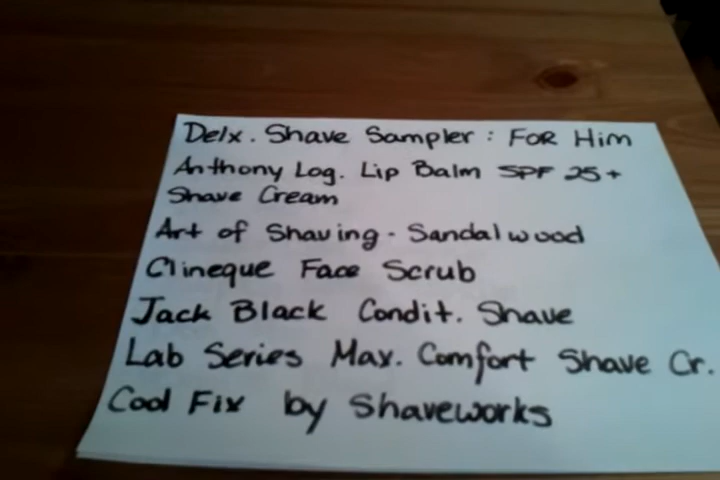 Delx. Shave Sampler: FOR Him
Anthony Log. Lip Balm SPF 25+
Shave Cream
Art of Shaving - Sandalwood
Clineque Face Scrub
Jack Black Condit. Shave
Lab Series Max. Comfort Shave Cr.
Cool Fix by Shaveworks